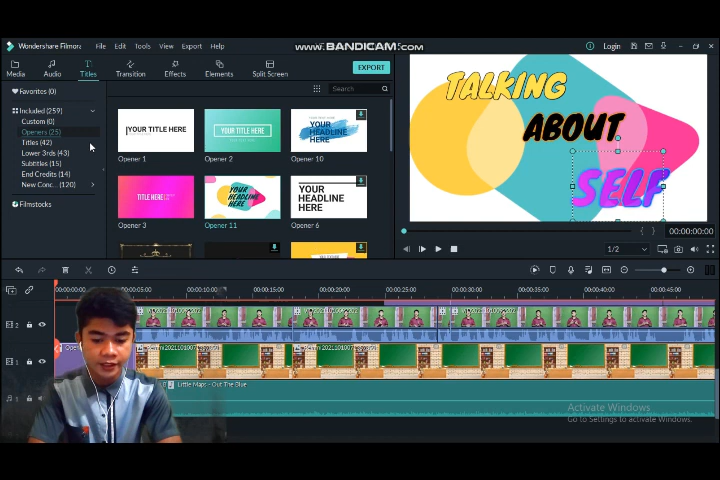 www.BANDICAM.com
Wondershare Filmora
File Edit Tools View Export Help
Login
Media Audio Titles Transition Effects Elements Split Screen
EXPORT
Favorites (0)
Included (259)
Custom (0)
Openers (25)
Titles (42)
Lower 3rds (43)
Subtitles (15)
End Credits (14)
New Conc... (120)
Filmstocks
Search
YOUR TITLE HERE
YOUR TITLE HERE
YOUR
HEADLINE
HERE
Opener 1
Opener 2
Opener 10
TITLE HERE
YOUR
HEADLINE
HERE
YOUR
HEADLINE
HERE
Opener 3
Opener 11
Opener 6
TALKING
ABOUT
SELF
00:00:00:00
1/2
00:00:00:00
00:00:05:00
00:00:10:00
00:00:15:00
00:00:20:00
00:00:25:00
00:00:30:00
00:00:35:00
00:00:40:00
00:00:45:00
2
1
1
Little Maps - Out The Blue
Activate Windows
Go to Settings to activate Windows.